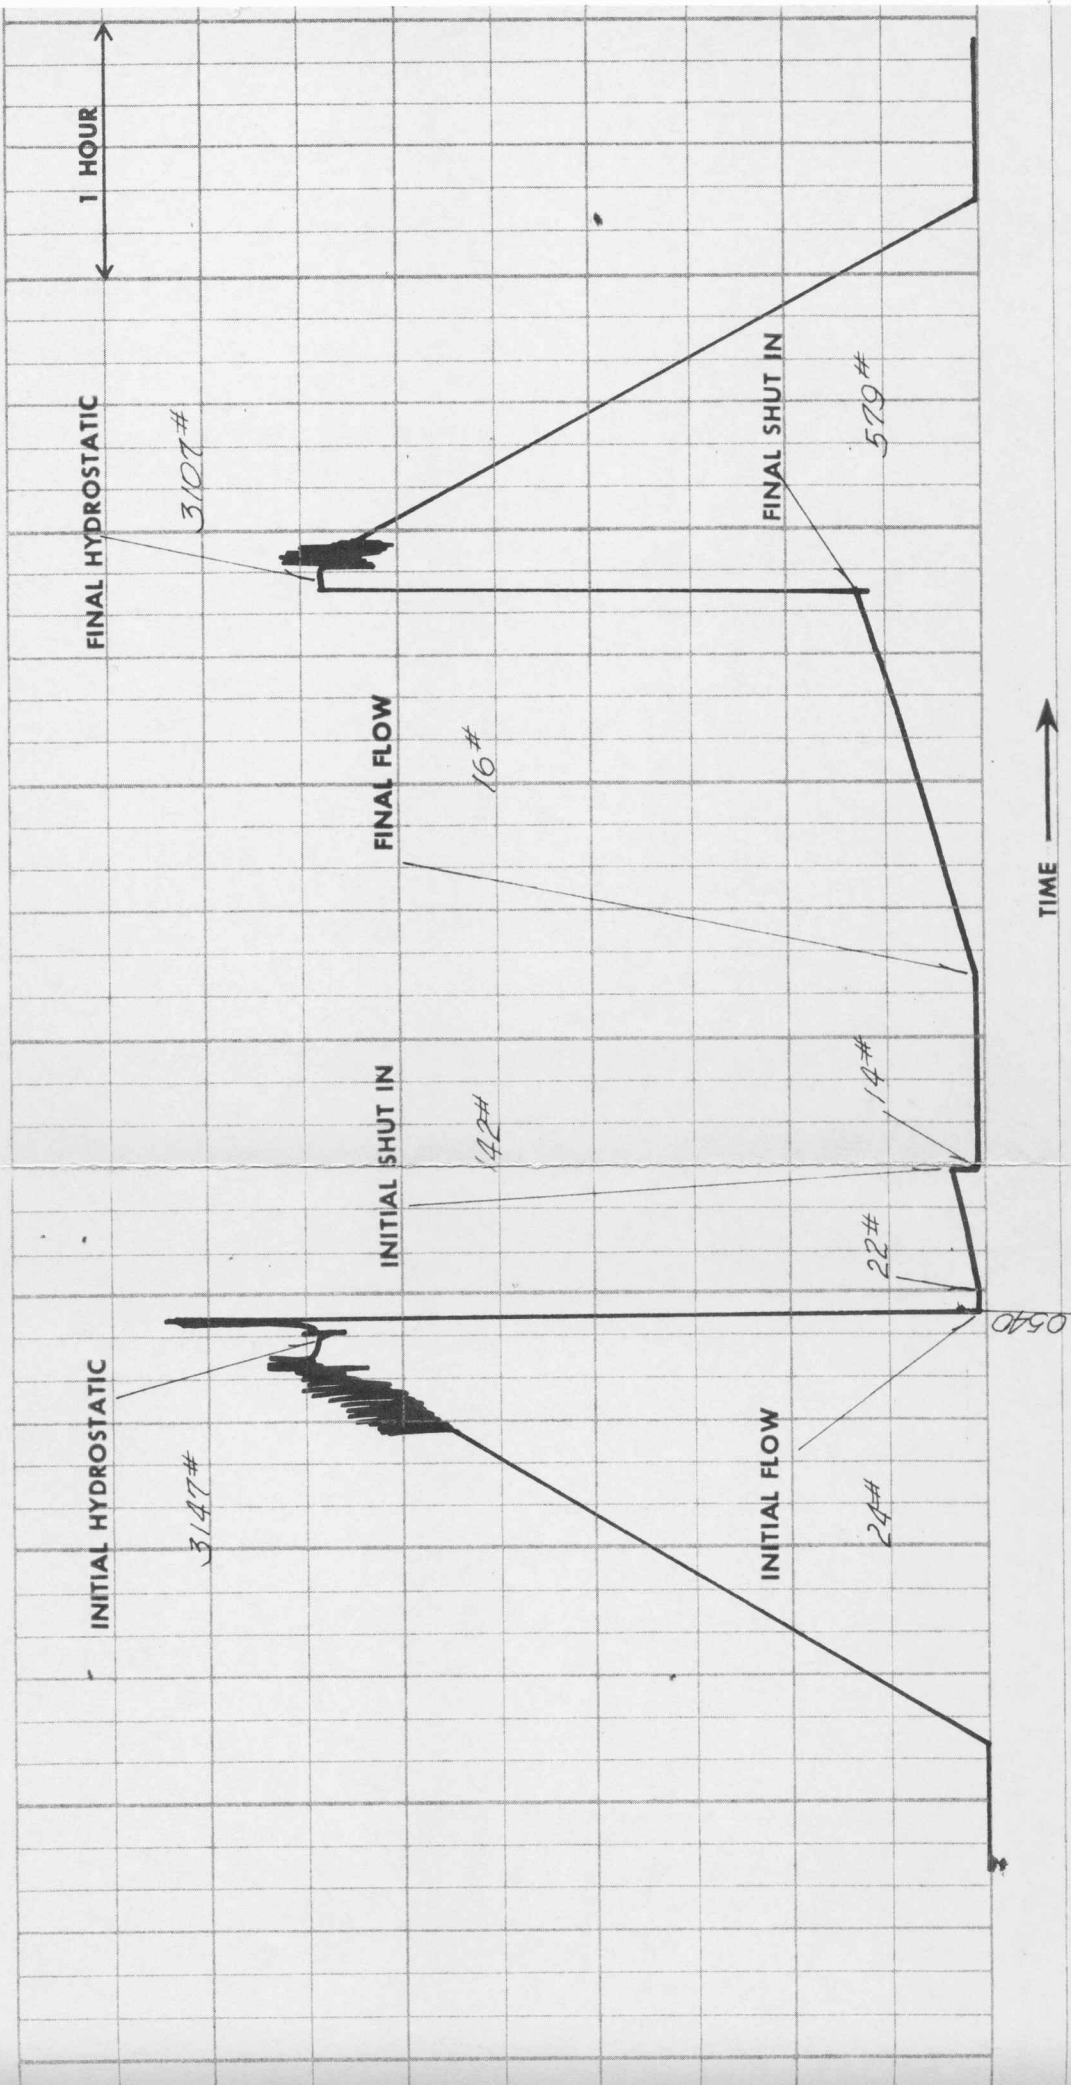 1 HOUR
FINAL HYDROSTATIC
3107#
FINAL SHUT IN
579#
FINAL FLOW
16#
TIME
INITIAL SHUT IN
142#
14#
22#
0540
INITIAL HYDROSTATIC
3147#
INITIAL FLOW
24#